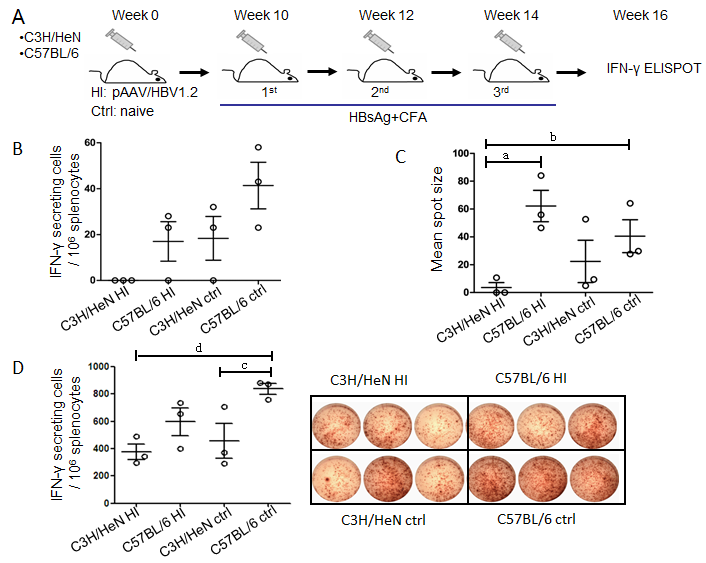 A
Week 0
Week 10
Week 12
Week 14
Week 16
•C3H/HeN
•C57BL/6
IFN-γ ELISPOT
HI: pAAV/HBV1.2
Ctrl: naive
1st
2nd
3rd
HBsAg+CFA
B
IFN-γ secreting cells
/ 10⁶ splenocytes
60
40
20
0
C3H/HeN HI
C57BL/6 HI
C3H/HeN ctrl
C57BL/6 ctrl
C
Mean spot size
100
80
60
40
20
0
a
b
C3H/HeN HI
C57BL/6 HI
C3H/HeN ctrl
C57BL/6 ctrl
D
IFN-γ secreting cells
/ 10⁶ splenocytes
1000
800
600
400
200
0
d
c
C3H/HeN HI
C57BL/6 HI
C3H/HeN ctrl
C57BL/6 ctrl
C3H/HeN HI
C57BL/6 HI
C3H/HeN ctrl
C57BL/6 ctrl